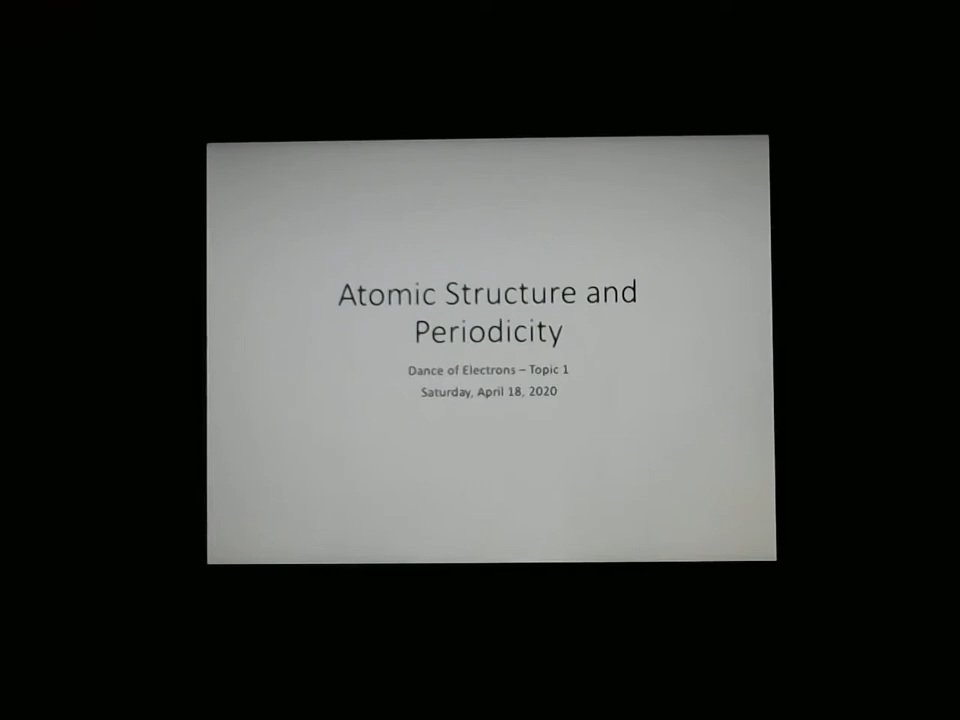 Atomic Structure and
Periodicity
Dance of Electrons – Topic 1
Saturday, April 18, 2020